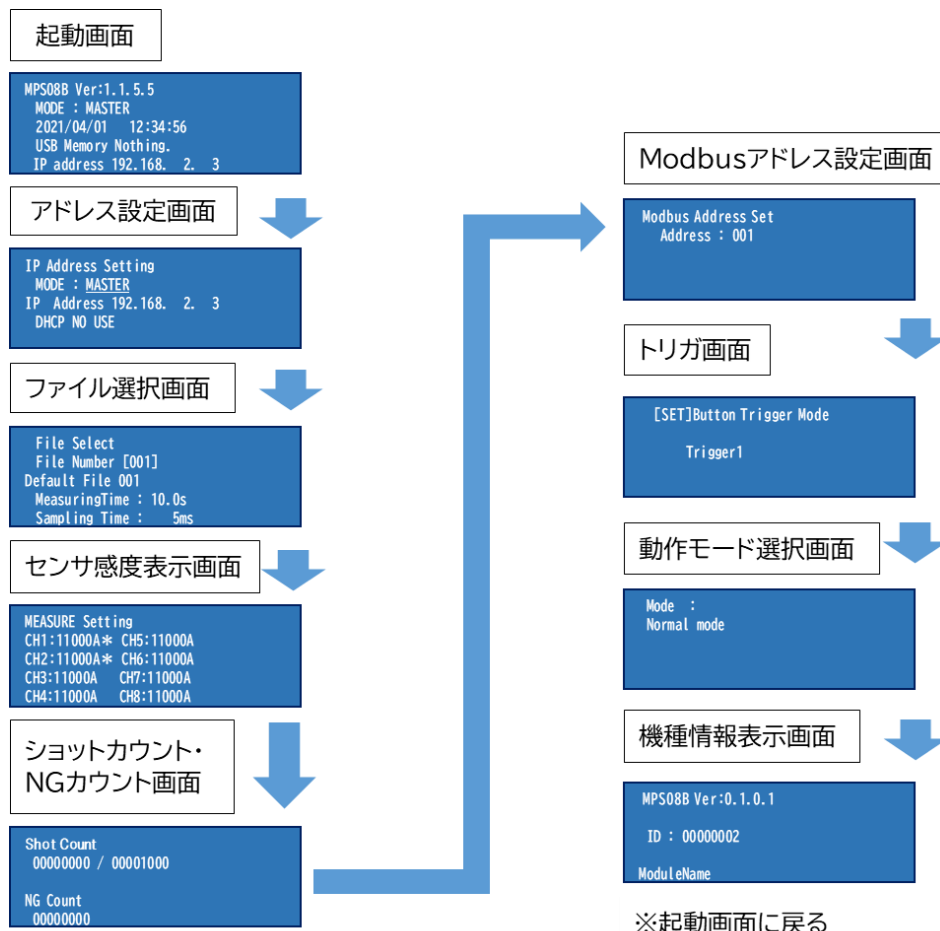 起動画面
MPS08B Ver:1.1.5.5
MODE : MASTER
2021/04/01 12:34:56
USB Memory Nothing.
IP address 192.168. 2. 3
アドレス設定画面
IP Address Setting
MODE : MASTER
IP Address 192.168. 2. 3
DHCP NO USE
ファイル選択画面
File Select
File Number [001]
Default File 001
MeasuringTime : 10.0s
Sampling Time : 5ms
センサ感度表示画面
MEASURE Setting
CH1:11000A* CH5:11000A
CH2:11000A* CH6:11000A
CH3:11000A CH7:11000A
CH4:11000A CH8:11000A
ショットカウント・
NGカウント画面
Shot Count
00000000 / 00001000
NG Count
00000000
Modbusアドレス設定画面
Modbus Address Set
Address : 001
トリガ画面
[SET]Button Trigger Mode
Trigger1
動作モード選択画面
Mode :
Normal mode
機種情報表示画面
MPS08B Ver:0.1.0.1
ID : 00000002
ModuleName
※起動画面に戻る